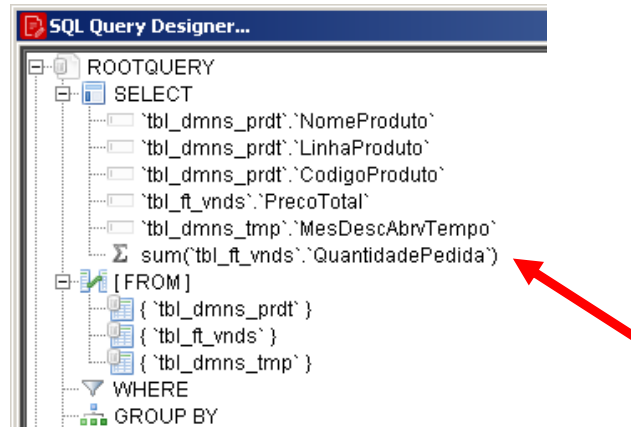 SQL Query Designer...
ROOTQUERY
SELECT
`tbl_dmns_prdt`.`NomeProduto`
`tbl_dmns_prdt`.`LinhaProduto`
`tbl_dmns_prdt`.`CodigoProduto`
`tbl_ft_vnds`.`PrecoTotal`
`tbl_dmns_tmp`.`MesDescAbrvTempo`
Σ sum(`tbl_ft_vnds`.`QuantidadePedida`)
[ FROM ]
{ `tbl_dmns_prdt` }
{ `tbl_ft_vnds` }
{ `tbl_dmns_tmp` }
WHERE
GROUP BY